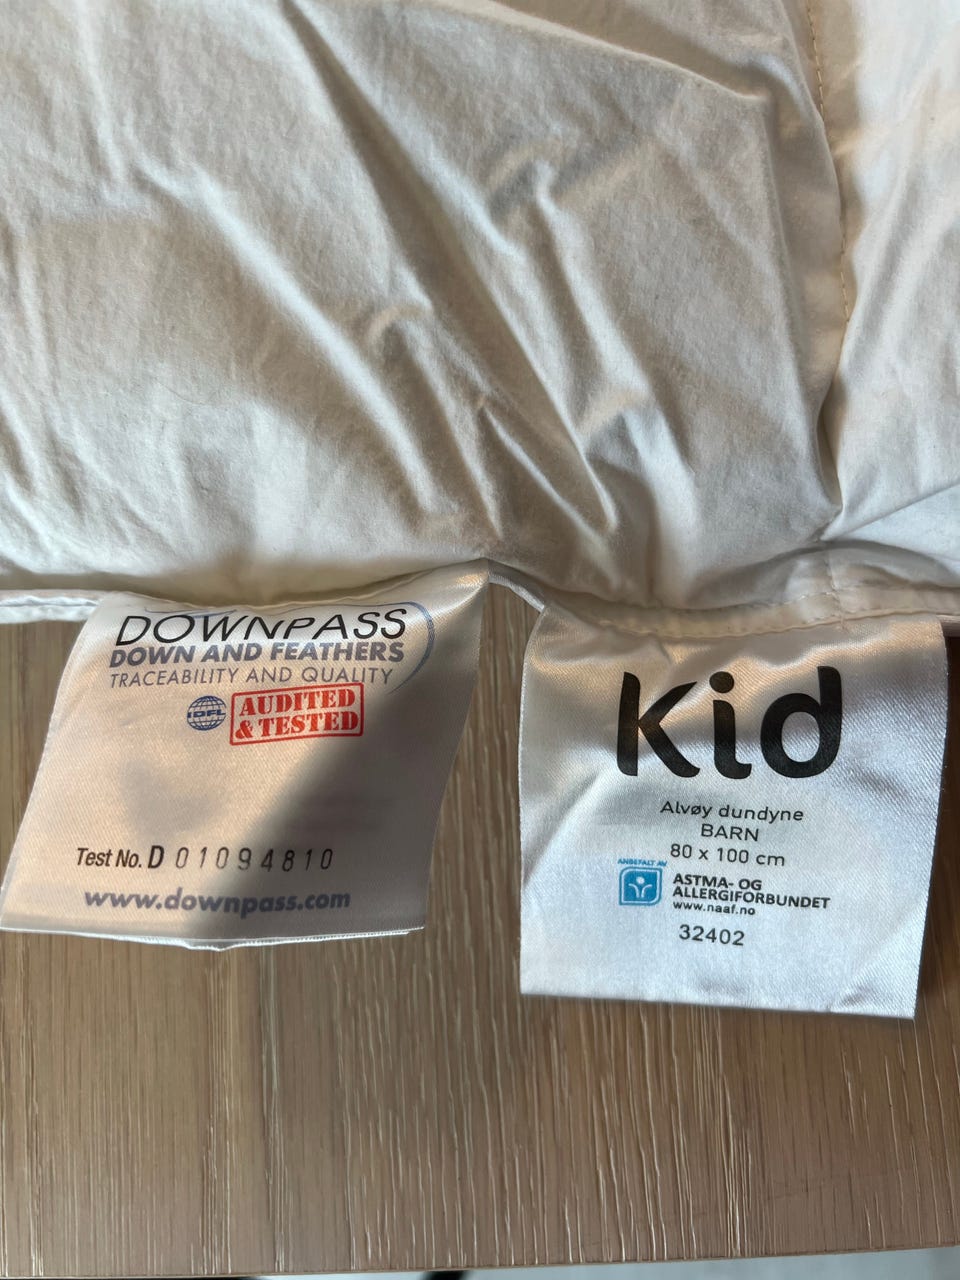 DOWNPASS
DOWN AND FEATHERS
TRACEABILITY AND QUALITY
IDFL
AUDITED
& TESTED
Test No. D 01094810
www.downpass.com
Kid
Alvøy dundyne
BARN
80 x 100 cm
ANBEFALT AV
ASTMA- OG
ALLERGIFORBUNDET
www.naaf.no
32402